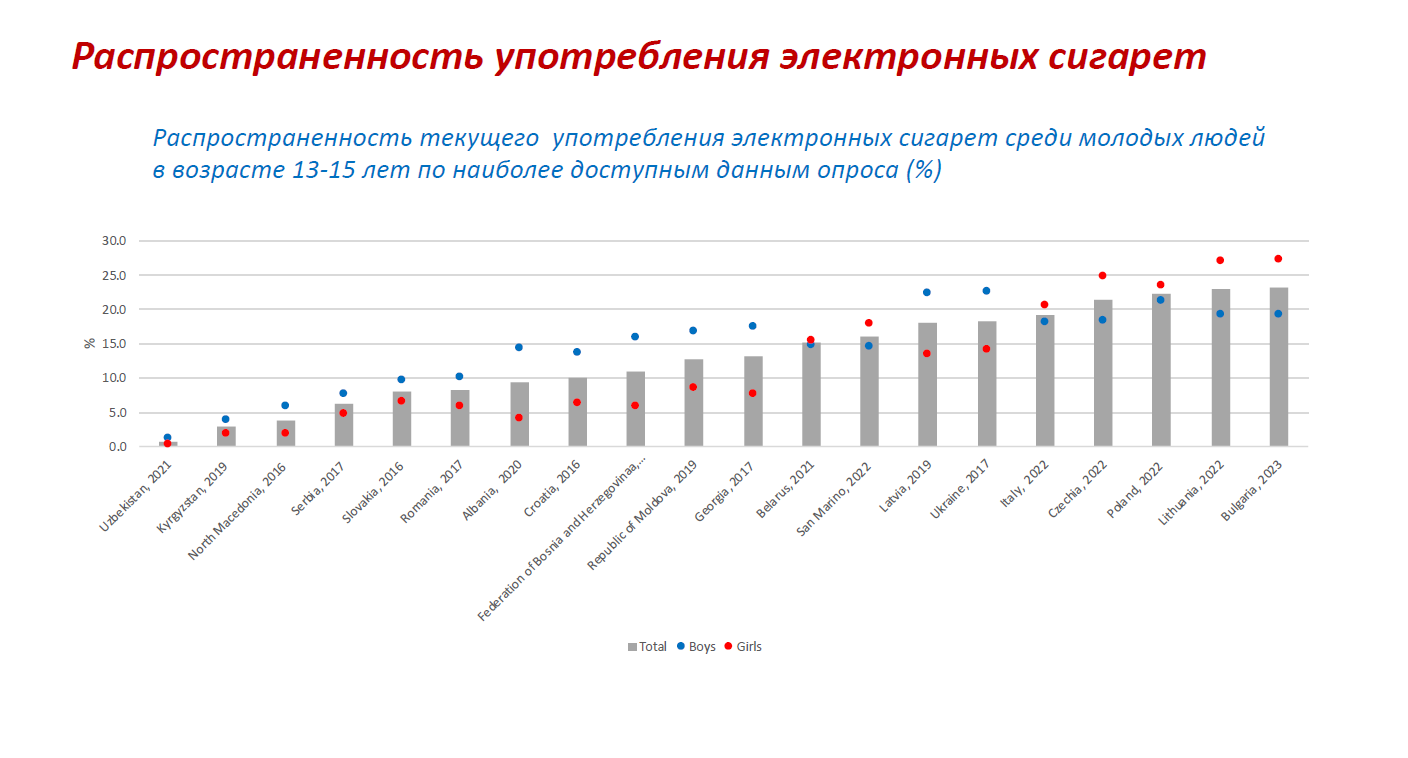 Распространенность употребления электронных сигарет
Распространенность текущего употребления электронных сигарет среди молодых людей
в возрасте 13-15 лет по наиболее доступным данным опроса (%)
30.0
25.0
20.0
15.0
10.0
5.0
0.0
%
Uzbekistan, 2021
Kyrgyzstan, 2019
North Macedonia, 2016
Serbia, 2017
Slovakia, 2016
Romania, 2017
Albania, 2020
Croatia, 2016
Federation of Bosnia and Herzegovinaa,...
Republic of Moldova, 2019
Georgia, 2017
Belarus, 2021
San Marino, 2022
Latvia, 2019
Ukraine, 2017
Italy, 2022
Czechia, 2022
Poland, 2022
Lithuania, 2022
Bulgaria, 2023
Total Boys Girls